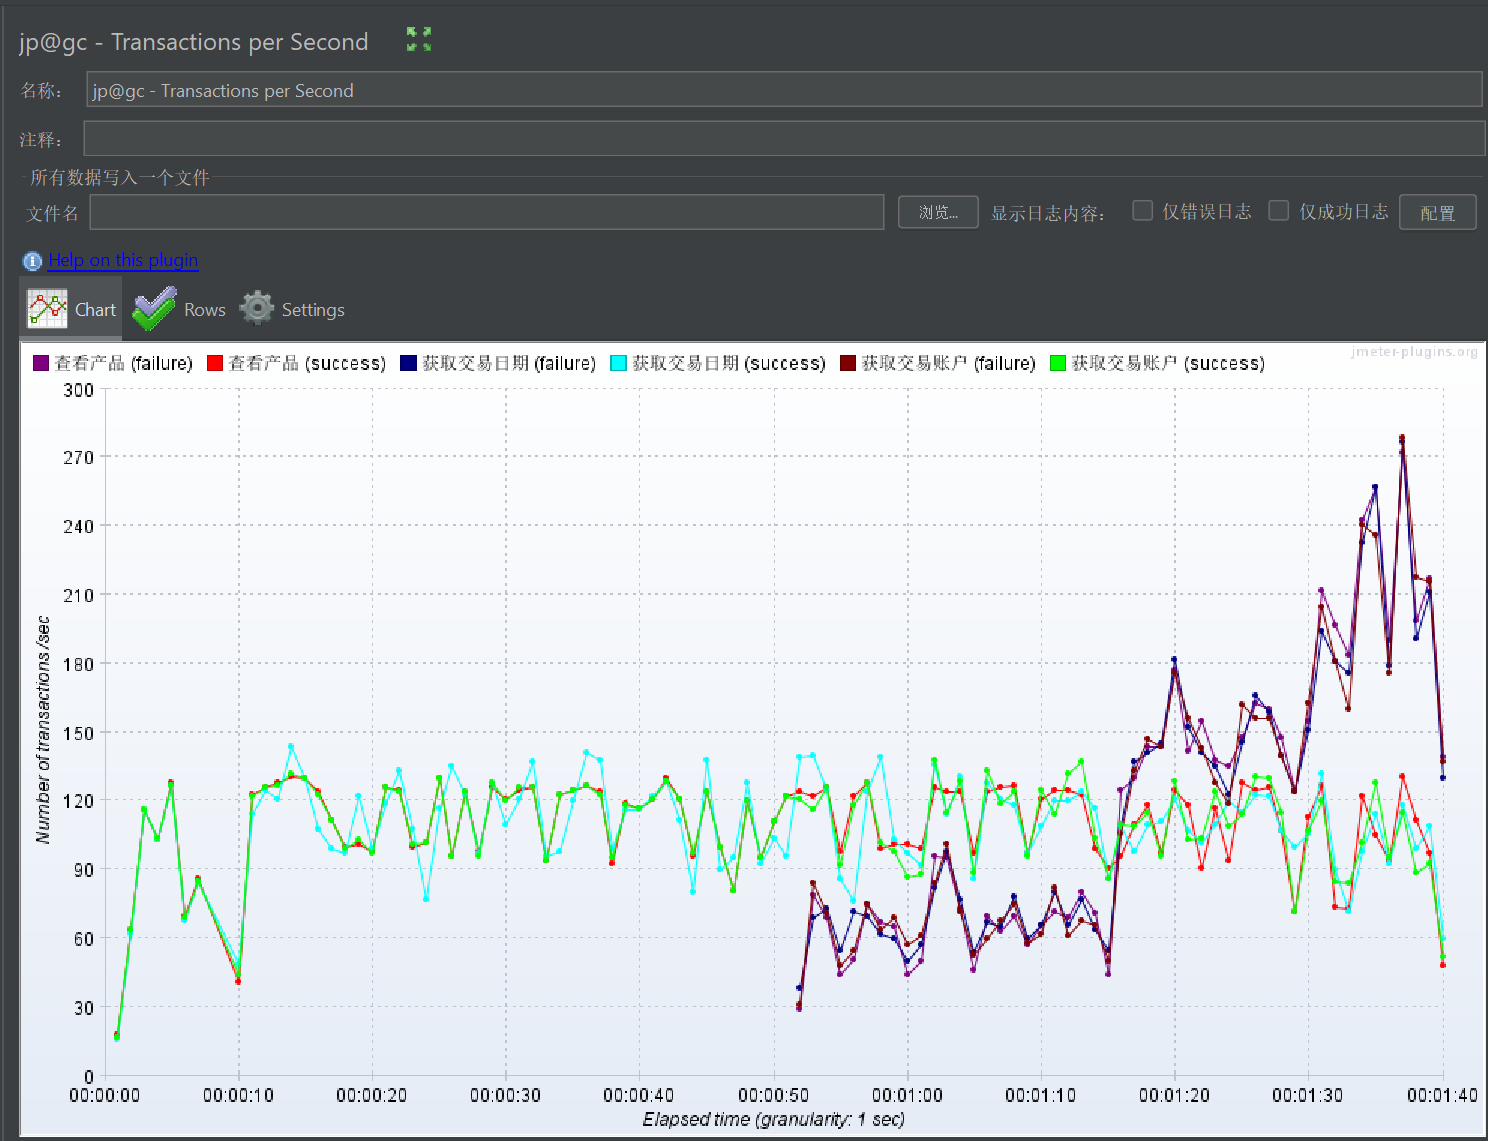 jp@gc - Transactions per Second
名称： jp@gc - Transactions per Second
注释：
所有数据写入一个文件
文件名 浏览... 显示日志内容： 仅错误日志 仅成功日志 配置
Help on this plugin
Chart Rows Settings
jmeter-plugins.org
查看产品 (failure) 查看产品 (success) 获取交易日期 (failure) 获取交易日期 (success) 获取交易账户 (failure) 获取交易账户 (success)
300
270
240
210
180
150
120
90
60
30
0
Number of transactions /sec
00:00:00 00:00:10 00:00:20 00:00:30 00:00:40 00:00:50 00:01:00 00:01:10 00:01:20 00:01:30 00:01:40
Elapsed time (granularity: 1 sec)